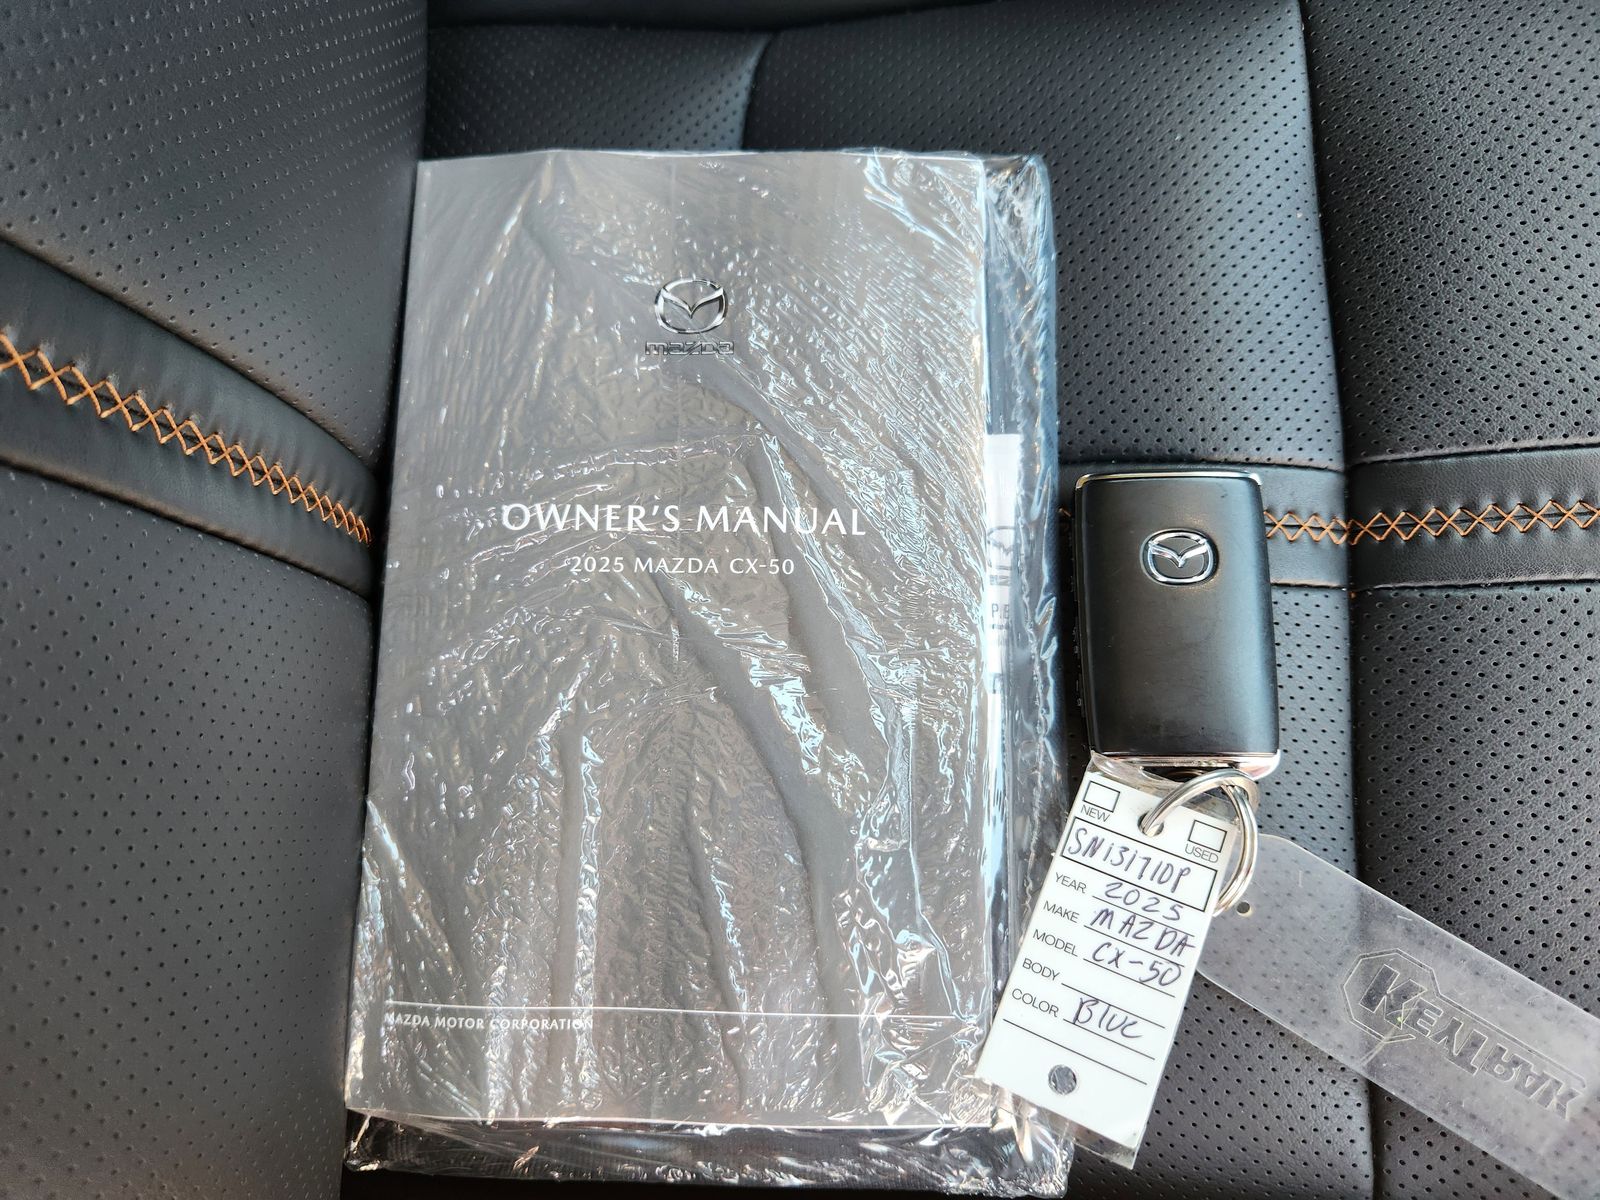 mazda
OWNER'S MANUAL
2025 MAZDA CX-50
MAZDA MOTOR CORPORATION
NEW
USED
SN131710P
YEAR 2025
MAKE MAZDA
MODEL CX-50
BODY
COLOR BlUE
KEYTRAK